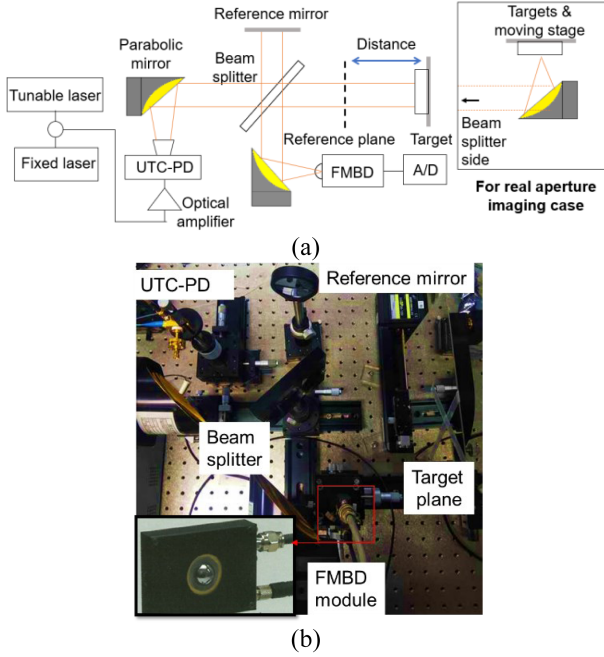 Reference mirror
Parabolic
mirror
Beam
splitter
Distance
Targets &
moving stage
Tunable laser
Fixed laser
UTC-PD
Optical
amplifier
Reference plane
Target
FMBD
A/D
Beam
splitter
side
For real aperture
imaging case
(a)
UTC-PD
Reference mirror
Beam
splitter
Target
plane
FMBD
module
(b)